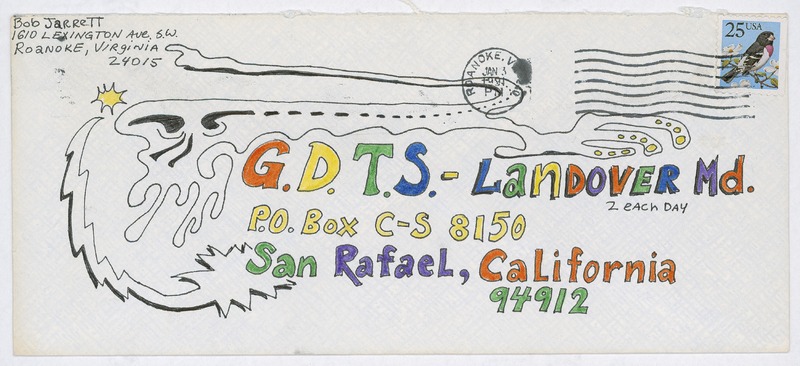 Bob Jarrett
1610 Lexington Ave. S.W.
Roanoke, Virginia
24015
25 USA
ROANOKE, V
JAN 3
PM
G.D.T.S.- Landover Md.
2 each day
P.O. Box C-S 8150
San Rafael, California
94912